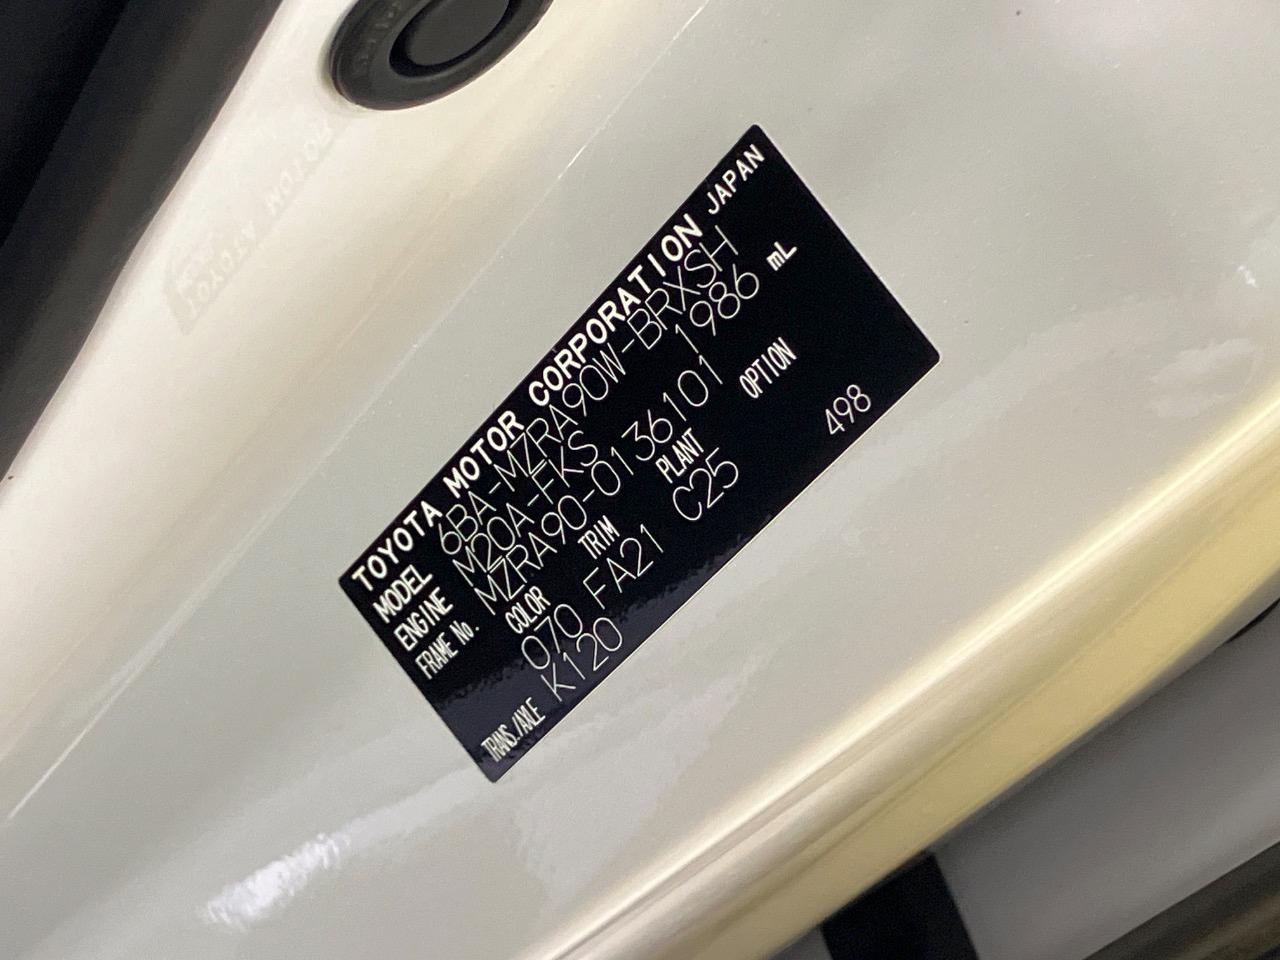 TOYOTA MOTOR CORPORATION JAPAN
MODEL 6BA-MZRA90W-BRXSH
ENGINE M20A-FKS 1986 mL
FRAME No. MZRA90-0136101
COLOR TRIM PLANT OPTION
070 FA21 C25 498
TRANS./AXLE K120